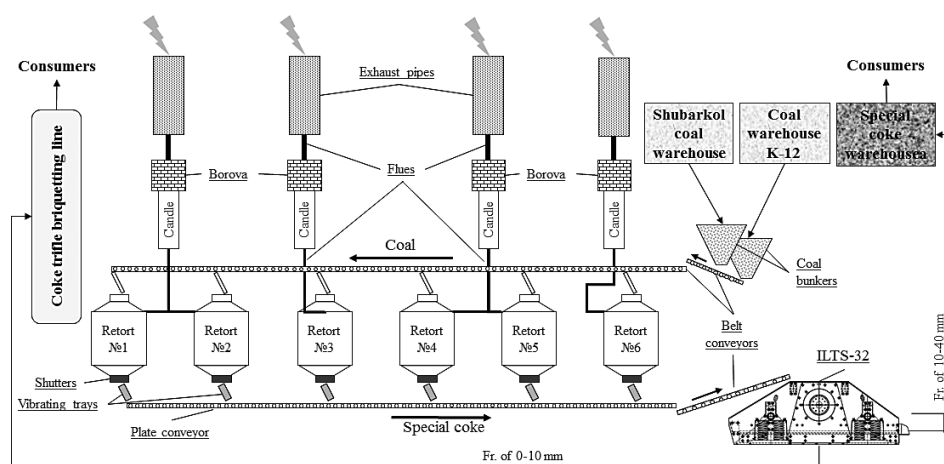 Consumers
Coke trifle briquetting line
Exhaust pipes
Borova
Flues
Borova
Candle
Candle
Candle
Candle
Shubarkol
coal
warehouse
Coal
warehouse
K-12
Consumers
Special
coke
warehousea
Coal
Coal
bunkers
Retort
№1
Retort
№2
Retort
№3
Retort
№4
Retort
№5
Retort
№6
Belt
conveyors
Shutters
Vibrating trays
Plate conveyor
Special coke
ILTS-32
Fr. of 10-40 mm
Fr. of 0-10 mm